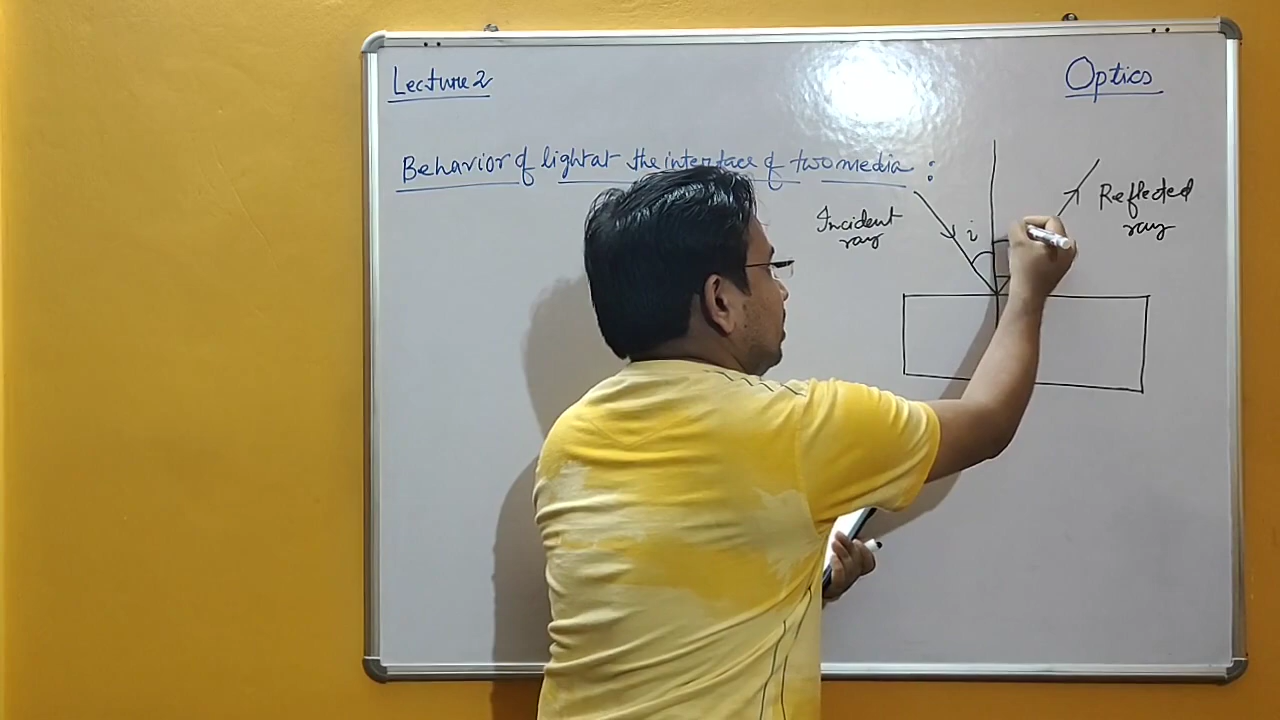 Lecture 2
Optics
Behavior of light at the interface of two media :
Incident
ray
i
Reflected
ray